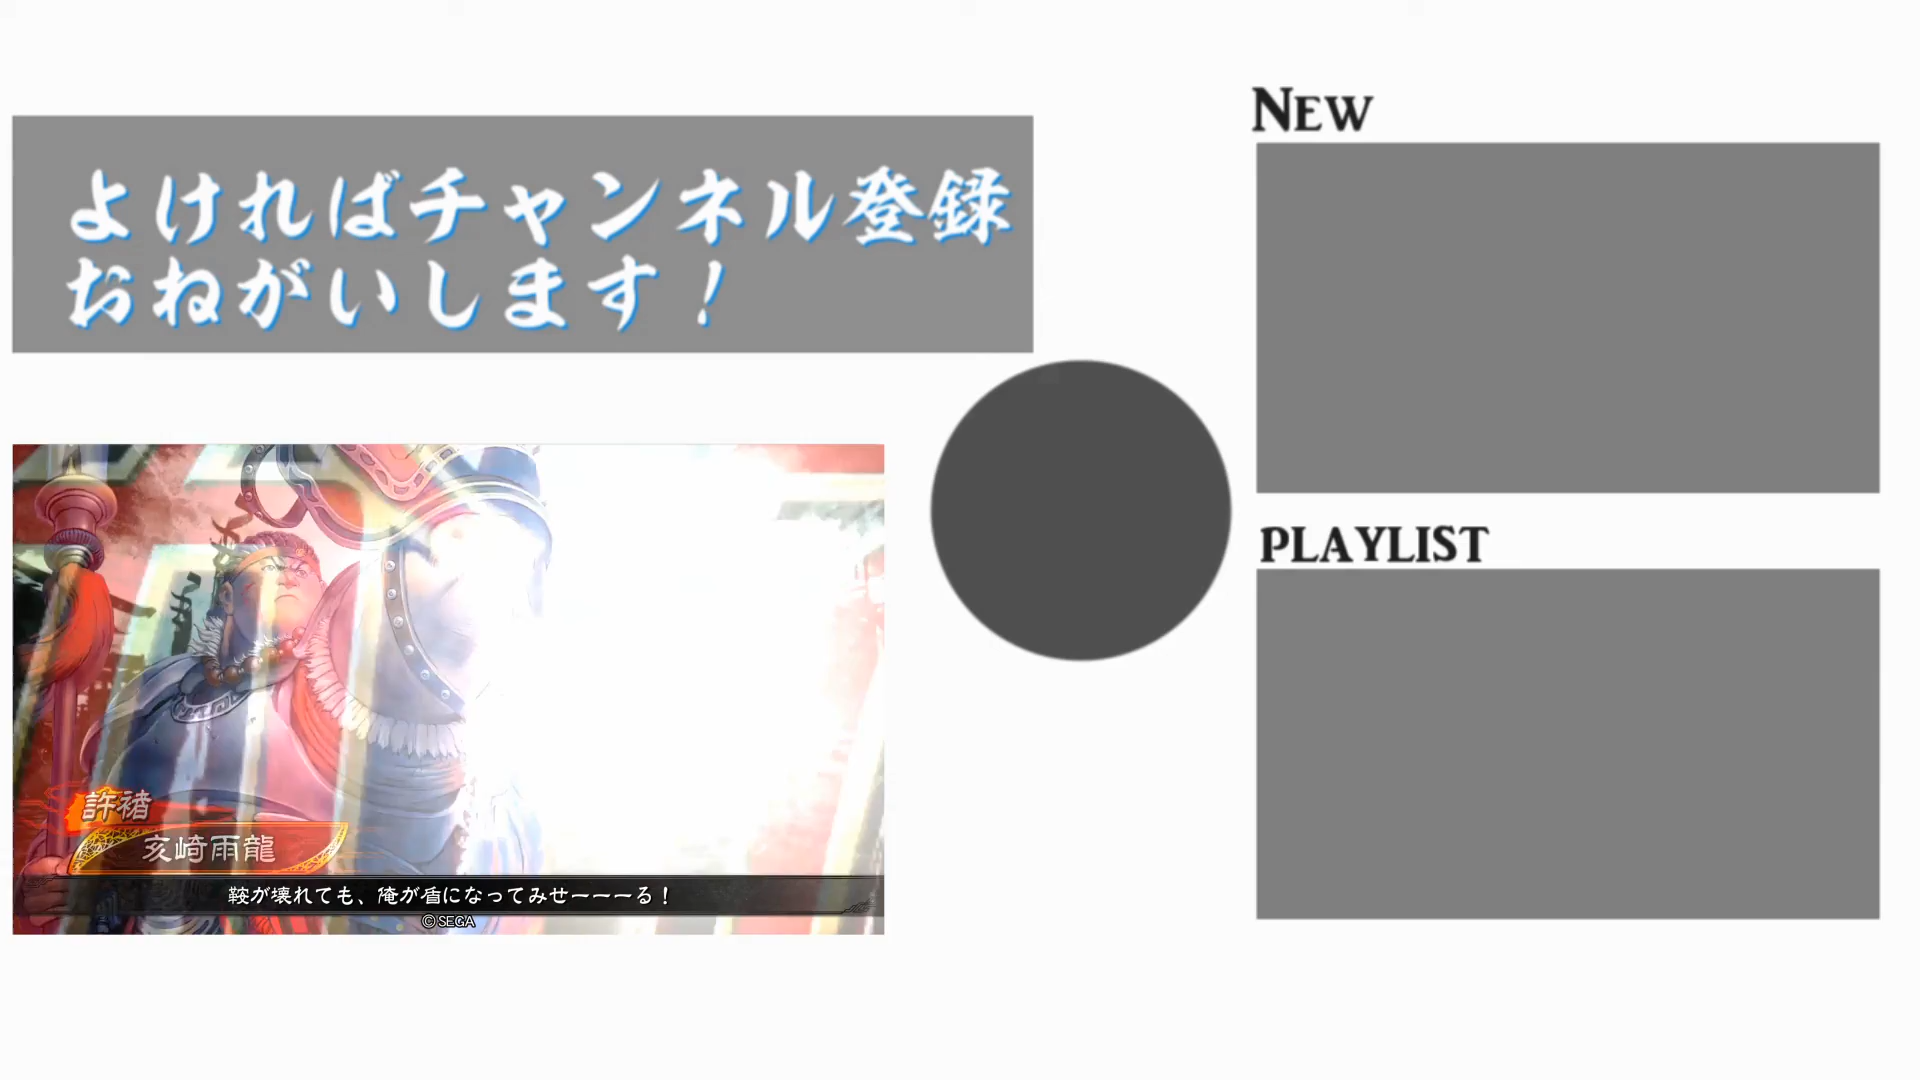 よければチャンネル登録
おねがいします！
NEW
PLAYLIST
許褚
亥崎雨龍
鞍が壊れても、俺が盾になってみせーーーる！
©SEGA